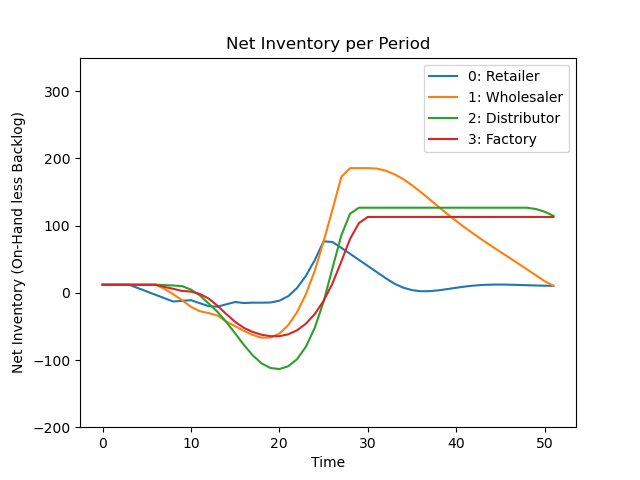 Net Inventory per Period
Net Inventory (On-Hand less Backlog)
300
200
100
0
−100
−200
0: Retailer
1: Wholesaler
2: Distributor
3: Factory
0 10 20 30 40 50
Time